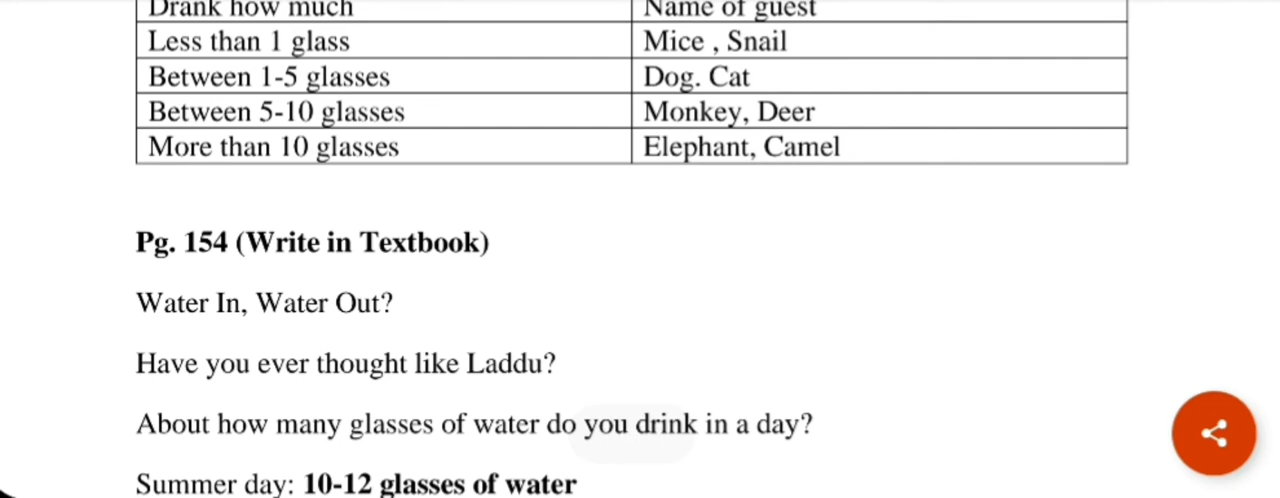 Drank how much Name of guest
Less than 1 glass Mice , Snail
Between 1-5 glasses Dog. Cat
Between 5-10 glasses Monkey, Deer
More than 10 glasses Elephant, Camel
Pg. 154 (Write in Textbook)
Water In, Water Out?
Have you ever thought like Laddu?
About how many glasses of water do you drink in a day?
Summer day: 10-12 glasses of water